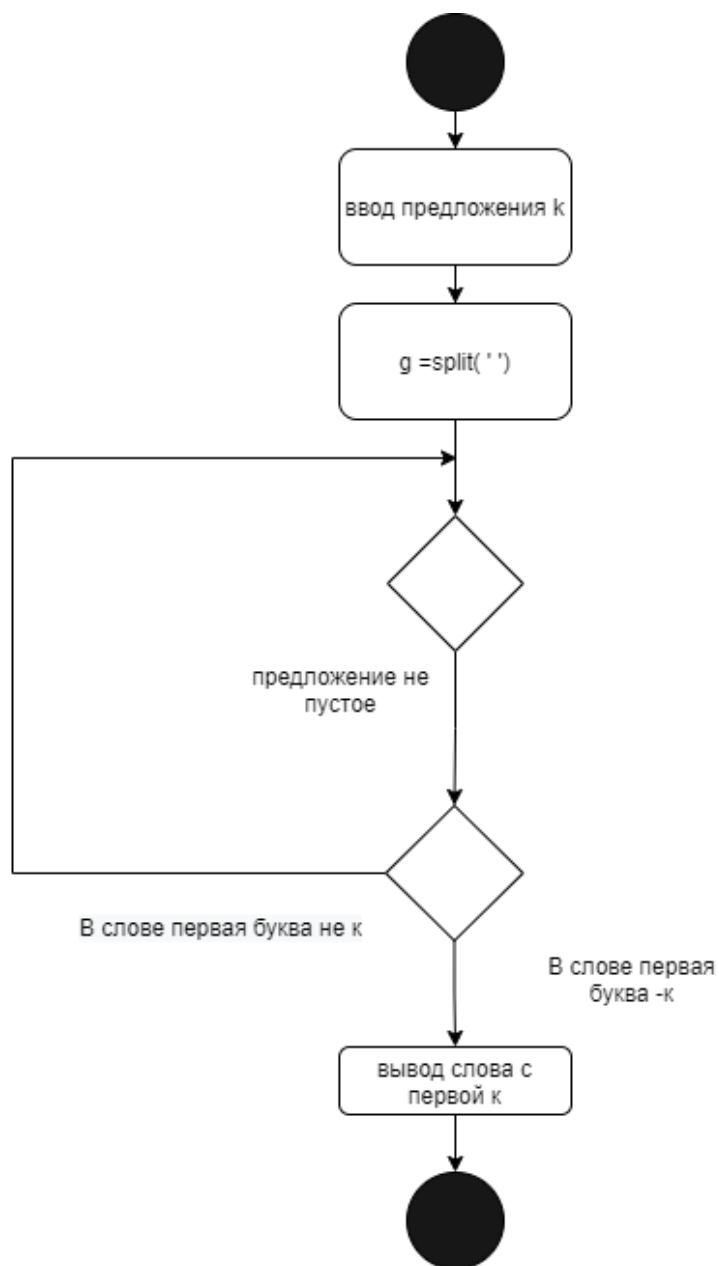 ввод предложения k
g =split( ' ')
предложение не
пустое
В слове первая буква не к
В слове первая
буква -к
вывод слова с
первой к